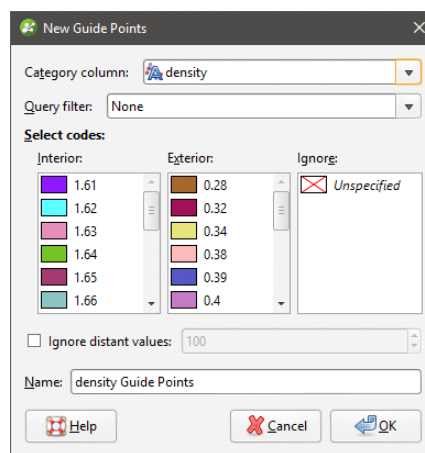 New Guide Points
Category column: density
Query filter: None
Select codes:
Interior: Exterior: Ignore:
1.61 0.28 Unspecified
1.62 0.32
1.63 0.34
1.64 0.38
1.65 0.39
1.66 0.4
Ignore distant values: 100
Name: density Guide Points
Help Cancel OK